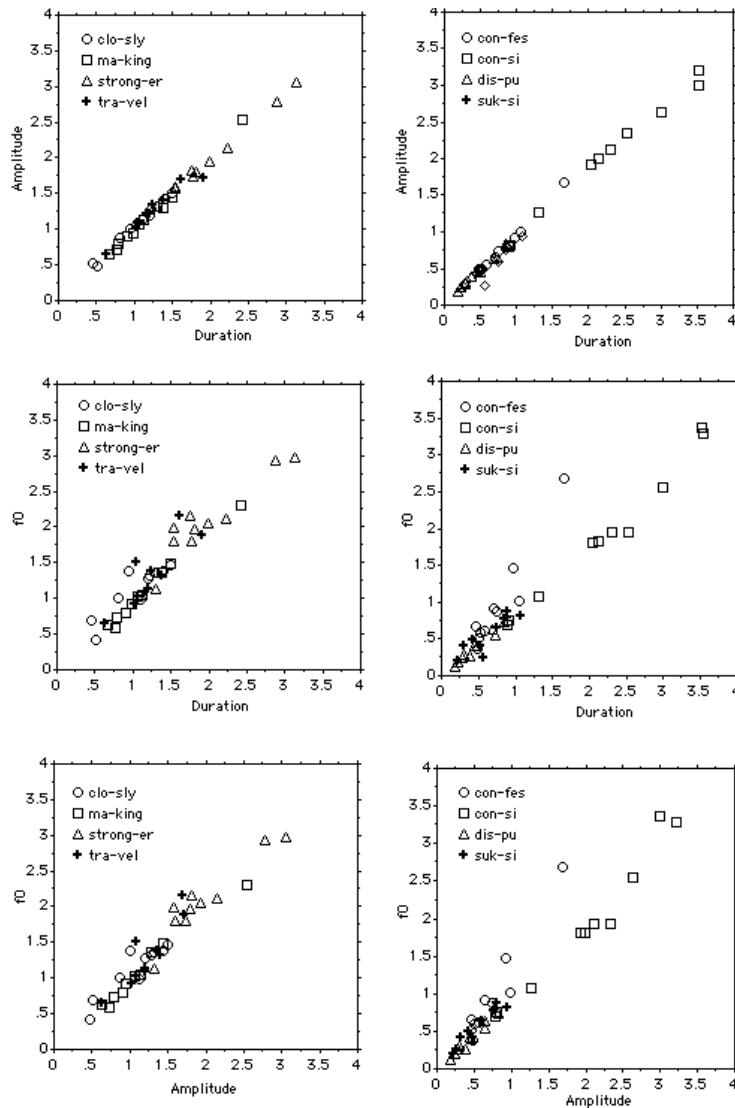 4
3.5
3
2.5
2
1.5
1
.5
0
Amplitude
clo-sly
ma-king
strong-er
tra-vel
0 .5 1 1.5 2 2.5 3 3.5 4
Duration
4
3.5
3
2.5
2
1.5
1
.5
0
Amplitude
con-fes
con-si
dis-pu
suk-si
0 .5 1 1.5 2 2.5 3 3.5 4
Duration
4
3.5
3
2.5
2
1.5
1
.5
0
f0
clo-sly
ma-king
strong-er
tra-vel
0 .5 1 1.5 2 2.5 3 3.5 4
Duration
4
3.5
3
2.5
2
1.5
1
.5
0
f0
con-fes
con-si
dis-pu
suk-si
0 .5 1 1.5 2 2.5 3 3.5 4
Duration
4
3.5
3
2.5
2
1.5
1
.5
0
f0
clo-sly
ma-king
strong-er
tra-vel
0 .5 1 1.5 2 2.5 3 3.5 4
Amplitude
4
3.5
3
2.5
2
1.5
1
.5
0
f0
con-fes
con-si
dis-pu
suk-si
0 .5 1 1.5 2 2.5 3 3.5 4
Amplitude